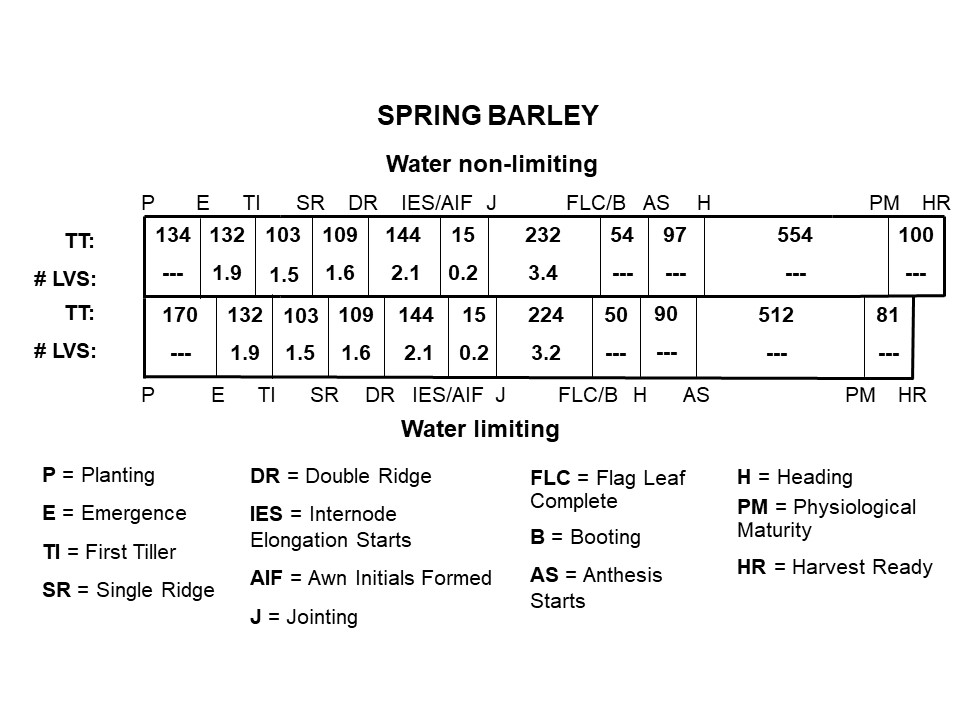 SPRING BARLEY
Water non-limiting
P E TI SR DR IES/AIF J FLC/B AS H PM HR
TT: 134 132 103 109 144 15 232 54 97 554 100
# LVS: --- 1.9 1.5 1.6 2.1 0.2 3.4 --- --- --- ---
TT: 170 132 103 109 144 15 224 50 90 512 81
# LVS: --- 1.9 1.5 1.6 2.1 0.2 3.2 --- --- --- ---
P E TI SR DR IES/AIF J FLC/B H AS PM HR
Water limiting
P = Planting
E = Emergence
TI = First Tiller
SR = Single Ridge
DR = Double Ridge
IES = Internode
Elongation Starts
AIF = Awn Initials Formed
J = Jointing
FLC = Flag Leaf
Complete
B = Booting
AS = Anthesis
Starts
H = Heading
PM = Physiological
Maturity
HR = Harvest Ready